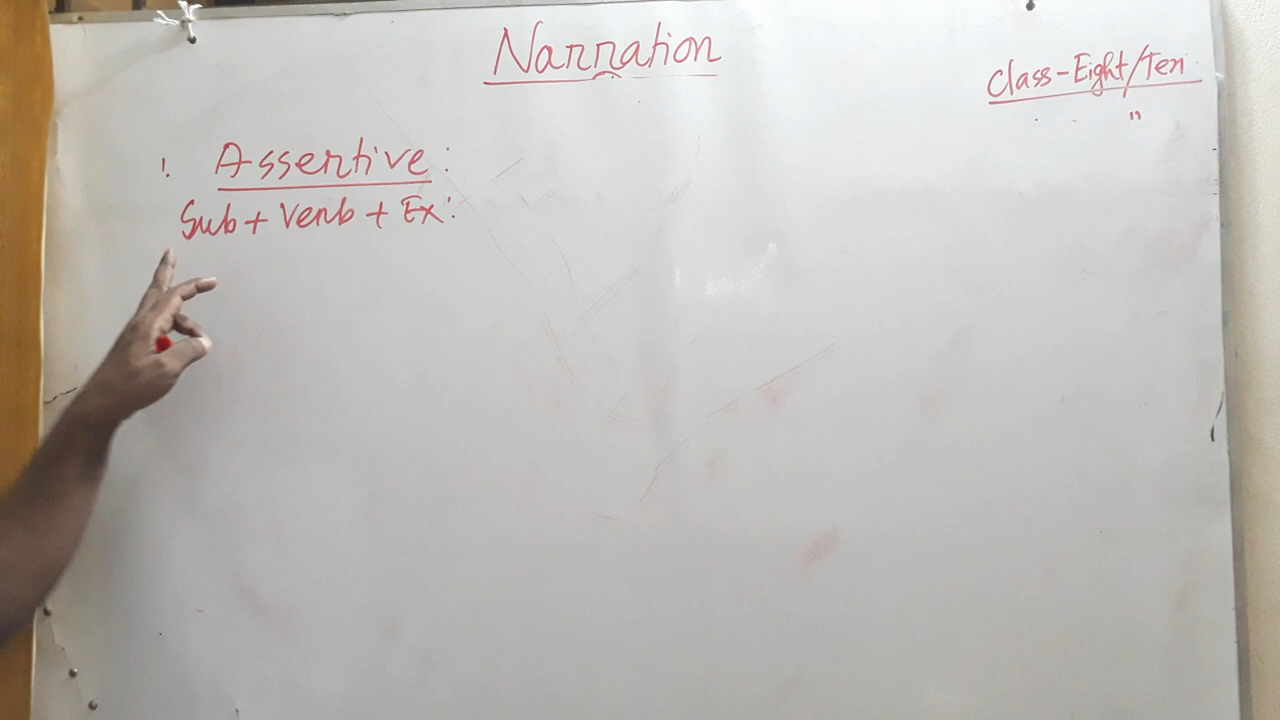 Narration
Class-Eight/Ten
"
1. Assertive:
Sub + Verb + Ex: